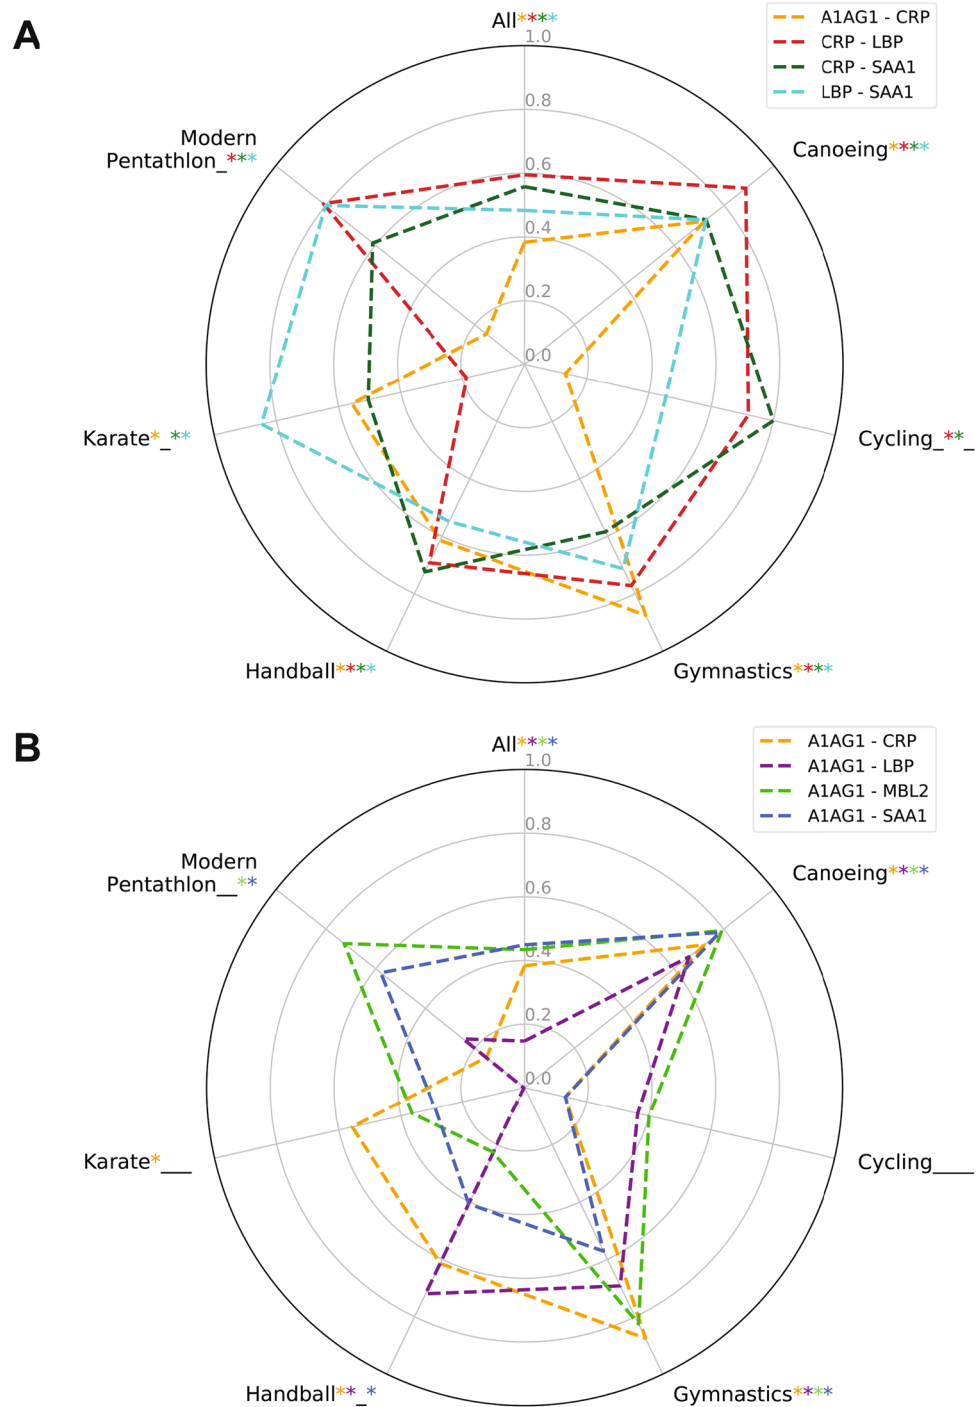 A
All****
A1AG1 - CRP
CRP - LBP
CRP - SAA1
LBP - SAA1
1.0
0.8
0.6
0.4
0.2
0.0
Modern
Pentathlon_***
Canoeing****
Karate*_**
Cycling_**_
Handball****
Gymnastics****
B
All****
A1AG1 - CRP
A1AG1 - LBP
A1AG1 - MBL2
A1AG1 - SAA1
1.0
0.8
0.6
0.4
0.2
0.0
Modern
Pentathlon__**
Canoeing****
Karate*___
Cycling____
Handball**_*
Gymnastics****